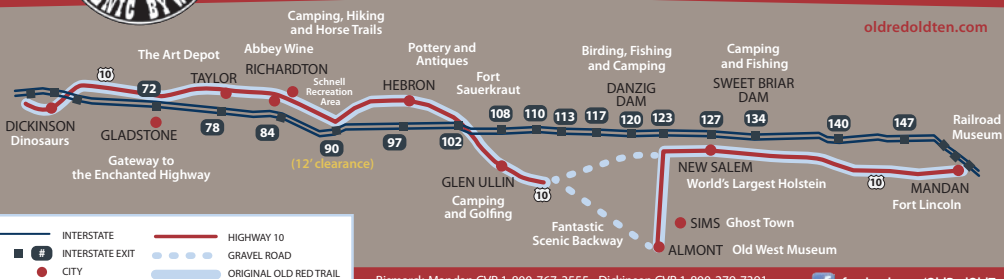 NIC BY W
oldredoldten.com
Camping, Hiking
and Horse Trails
The Art Depot
Abbey Wine
Pottery and
Antiques
Birding, Fishing
and Camping
Camping
and Fishing
10
72
TAYLOR
RICHARDTON
Schnell
Recreation
Area
HEBRON
Fort
Sauerkraut
DANZIG
DAM
SWEET BRIAR
DAM
108
110
113
117
120
123
127
134
140
147
Railroad
Museum
DICKINSON
Dinosaurs
GLADSTONE
78
84
90
(12' clearance)
97
102
Gateway to
the Enchanted Highway
GLEN ULLIN
Camping
and Golfing
10
NEW SALEM
World's Largest Holstein
10
MANDAN
Fort Lincoln
Fantastic
Scenic Backway
SIMS Ghost Town
ALMONT Old West Museum
INTERSTATE
# INTERSTATE EXIT
CITY
HIGHWAY 10
GRAVEL ROAD
ORIGINAL OLD RED TRAIL